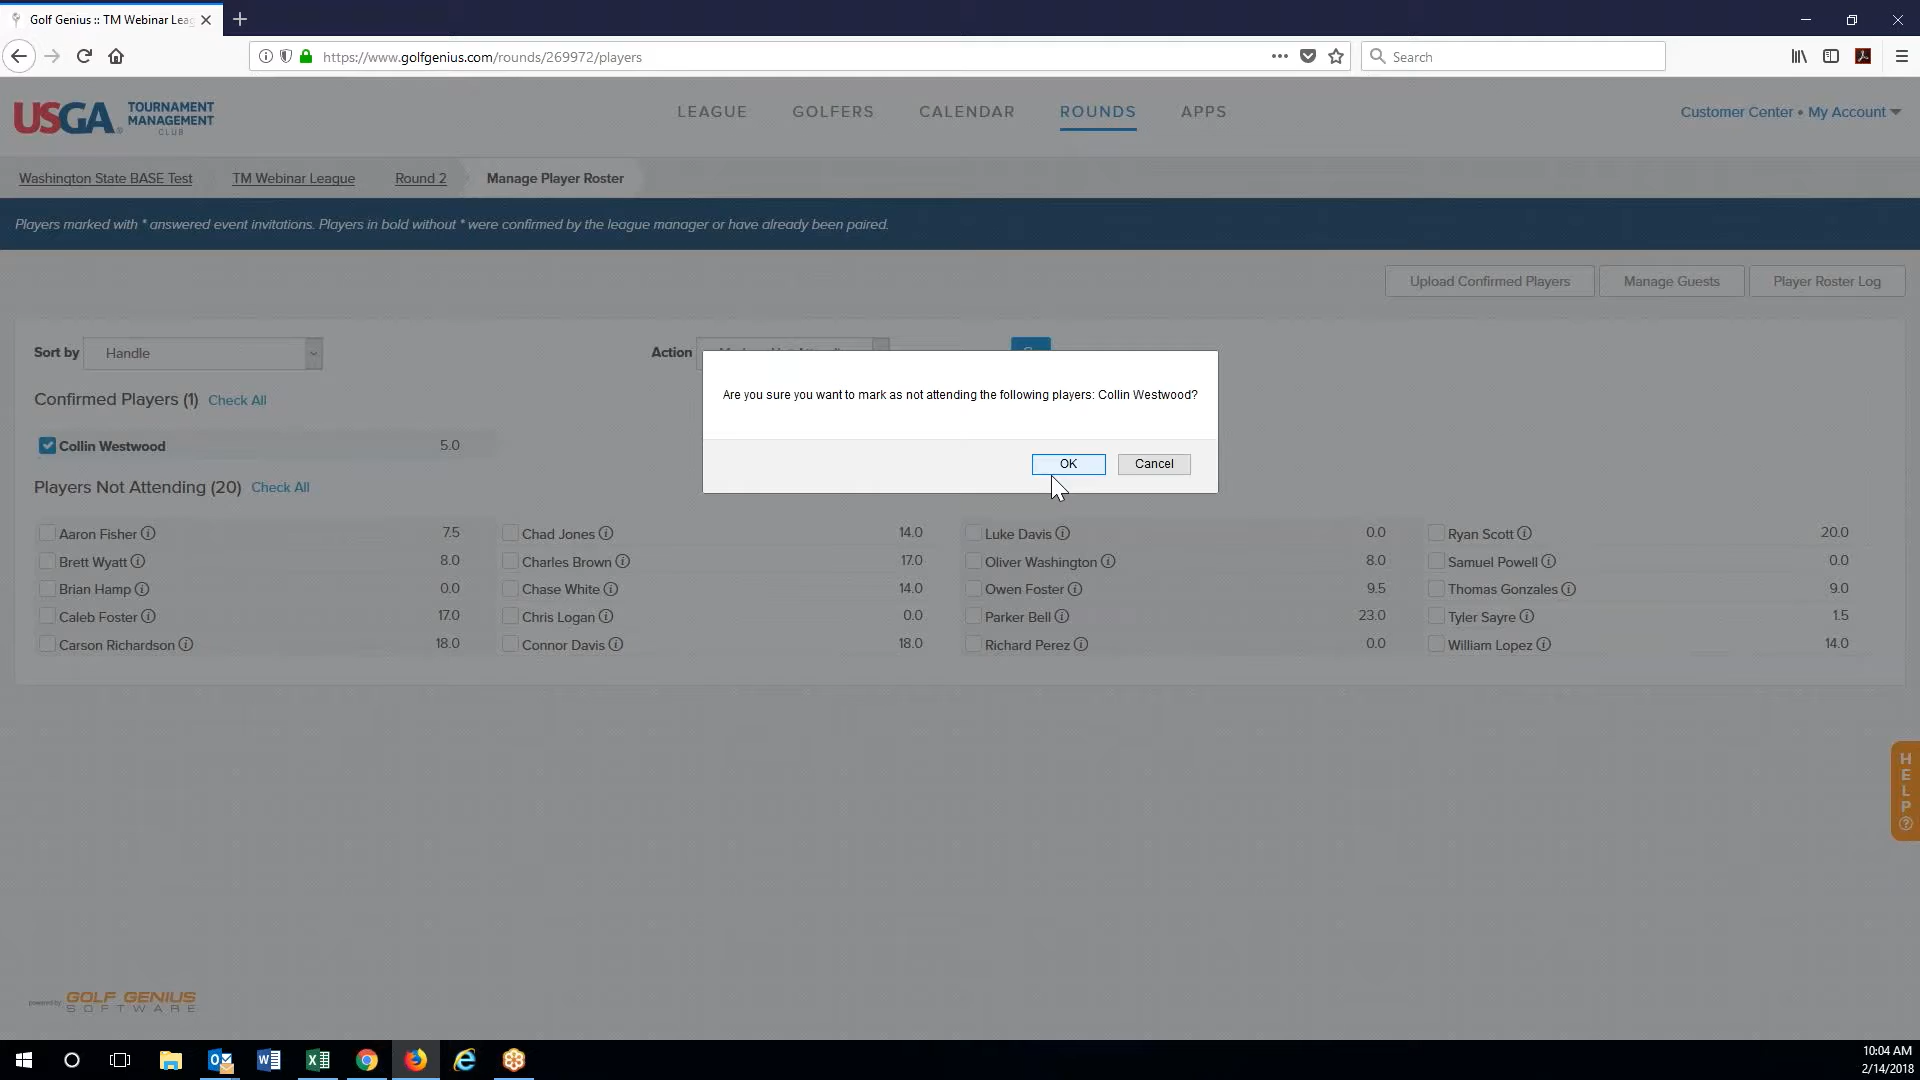 Golf Genius :: TM Webinar Leag
https://www.golfgenius.com/rounds/269972/players
Search
USGA TOURNAMENT MANAGEMENT CLUB
LEAGUE GOLFERS CALENDAR ROUNDS APPS
Customer Center • My Account
Washington State BASE Test TM Webinar League Round 2 Manage Player Roster
Players marked with * answered event invitations. Players in bold without * were confirmed by the league manager or have already been paired.
Upload Confirmed Players Manage Guests Player Roster Log
Sort by Handle Action
Are you sure you want to mark as not attending the following players: Collin Westwood?
OK Cancel
Confirmed Players (1) Check All
Collin Westwood 5.0
Players Not Attending (20) Check All
Aaron Fisher 7.5 Chad Jones 14.0 Luke Davis 0.0 Ryan Scott 20.0
Brett Wyatt 8.0 Charles Brown 17.0 Oliver Washington 8.0 Samuel Powell 0.0
Brian Hamp 0.0 Chase White 14.0 Owen Foster 9.5 Thomas Gonzales 9.0
Caleb Foster 17.0 Chris Logan 0.0 Parker Bell 23.0 Tyler Sayre 1.5
Carson Richardson 18.0 Connor Davis 18.0 Richard Perez 0.0 William Lopez 14.0
HELP
powered by GOLF GENIUS
SOFTWARE
10:04 AM
2/14/2018